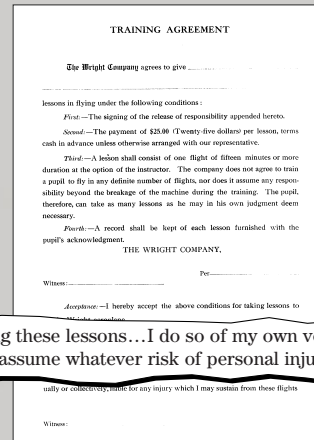 TRAINING AGREEMENT
The Wright Company agrees to give
lessons in flying under the following conditions:
First:—The signing of the release of responsibility appended hereto.
Second:—The payment of $25.00 (Twenty-five dollars) per lesson, terms
cash in advance unless otherwise arranged with our representative.
Third:—A lesson shall consist of one flight of fifteen minutes or more
duration at the option of the instructor. The company does not agree to train
a pupil to fly in any definite number of flights, nor does it assume any respon-
sibility beyond the breakage of the machine during the training. The pupil,
therefore, can take as many lessons as he may in his own judgment deem
necessary.
Fourth:—A record shall be kept of each lesson furnished with the
pupil's acknowledgment.
THE WRIGHT COMPANY,
Per
Witness:
Acceptance:—I hereby accept the above conditions for taking lessons to
g these lessons...I do so of my own v
assume whatever risk of personal inju
ually or collectively, liable for any injury which I may sustain from these flights
Witness: